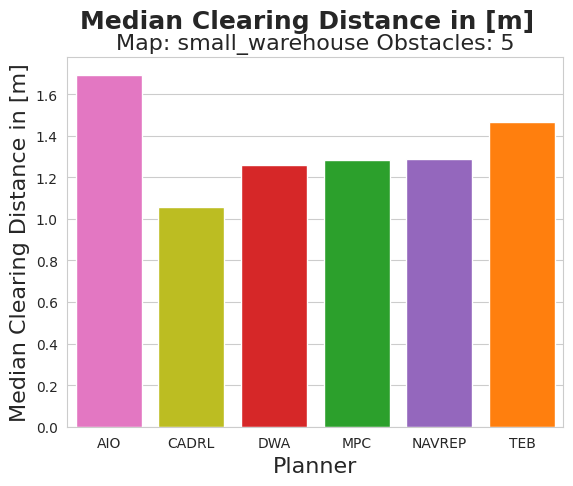 Median Clearing Distance in [m]
Map: small_warehouse Obstacles: 5
Median Clearing Distance in [m]
1.6
1.4
1.2
1.0
0.8
0.6
0.4
0.2
0.0
AIO CADRL DWA MPC NAVREP TEB
Planner